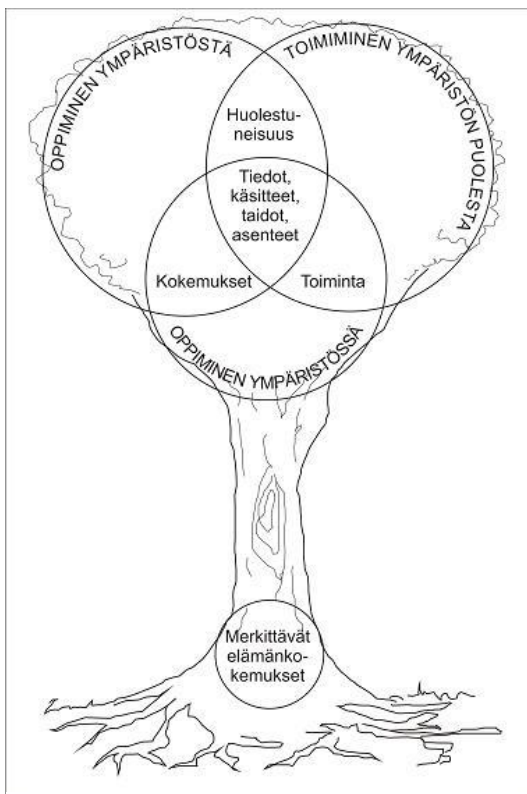 OPPIMINEN YMPÄRISTÖSTÄ
TOIMIMINEN YMPÄRISTÖN PUOLESTA
Huolestu-
neisuus
Tiedot,
käsitteet,
taidot,
asenteet
Kokemukset
Toiminta
OPPIMINEN YMPÄRISTÖSSÄ
Merkittävät
elämänko-
kemukset